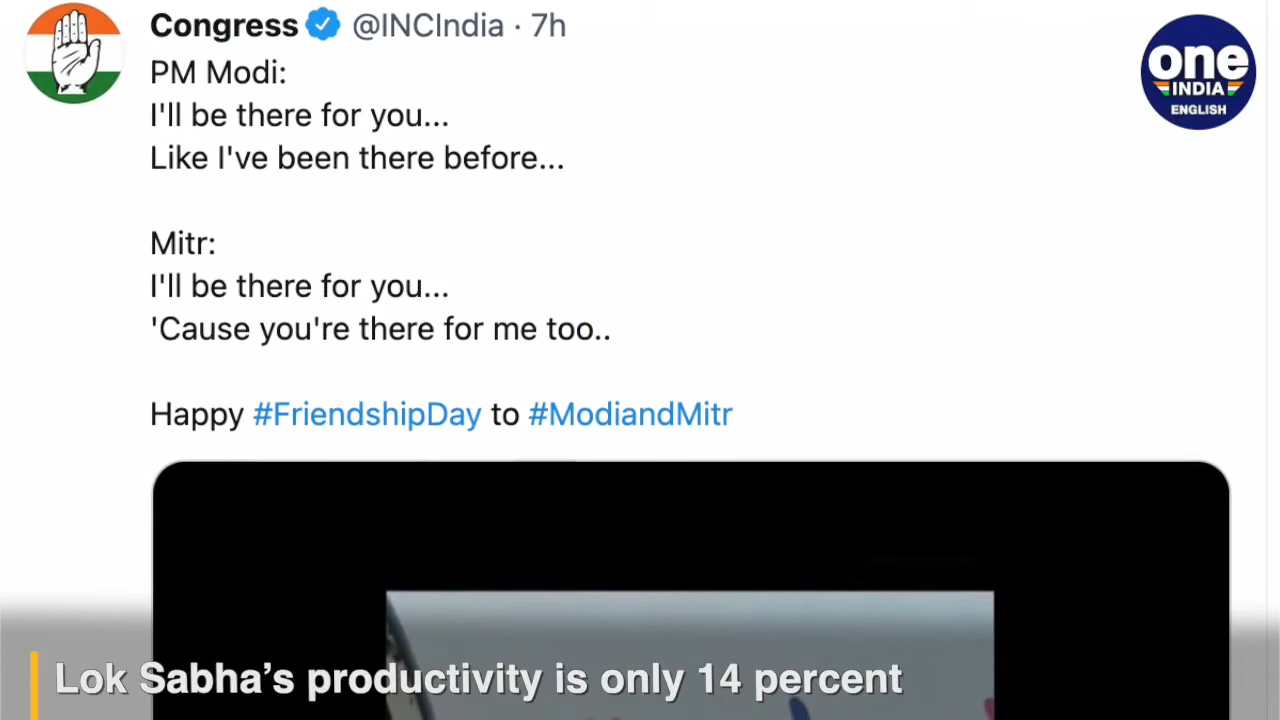 Congress @INCIndia · 7h
PM Modi:
I'll be there for you...
Like I've been there before...
Mitr:
I'll be there for you...
'Cause you're there for me too..
Happy #FriendshipDay to #ModiandMitr
one
INDIA
ENGLISH
Lok Sabha’s productivity is only 14 percent